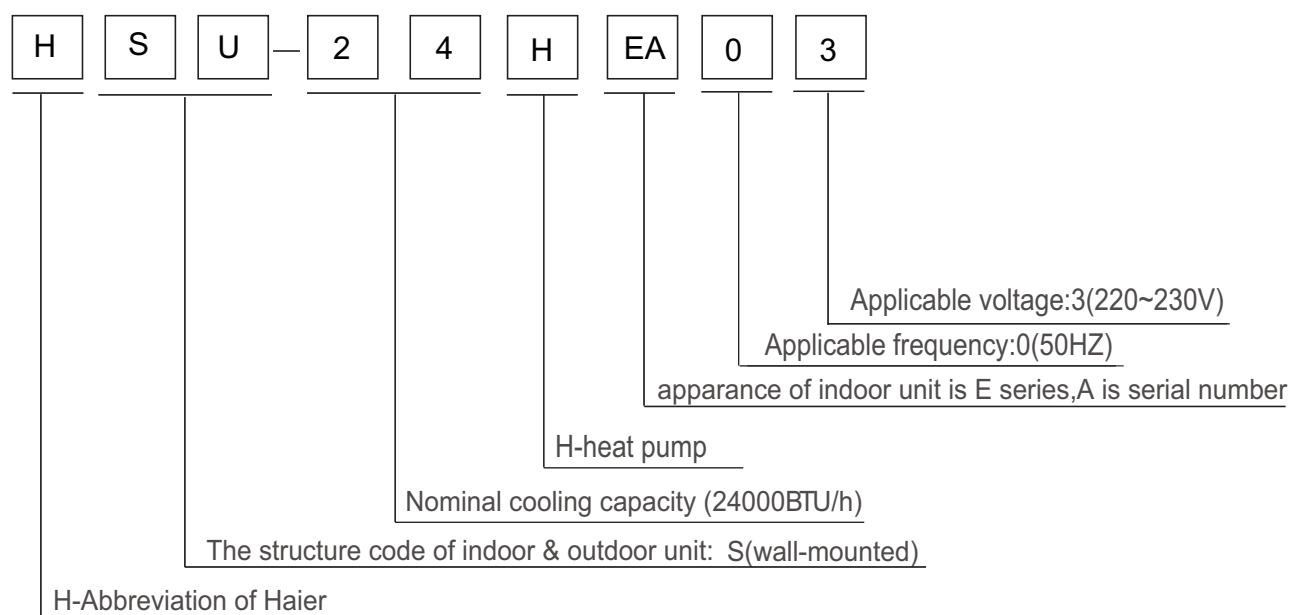 H S U — 2 4 H EA 0 3
Applicable voltage:3(220~230V)
Applicable frequency:0(50HZ)
apparance of indoor unit is E series,A is serial number
H-heat pump
Nominal cooling capacity (24000BTU/h)
The structure code of indoor & outdoor unit: S(wall-mounted)
H-Abbreviation of Haier